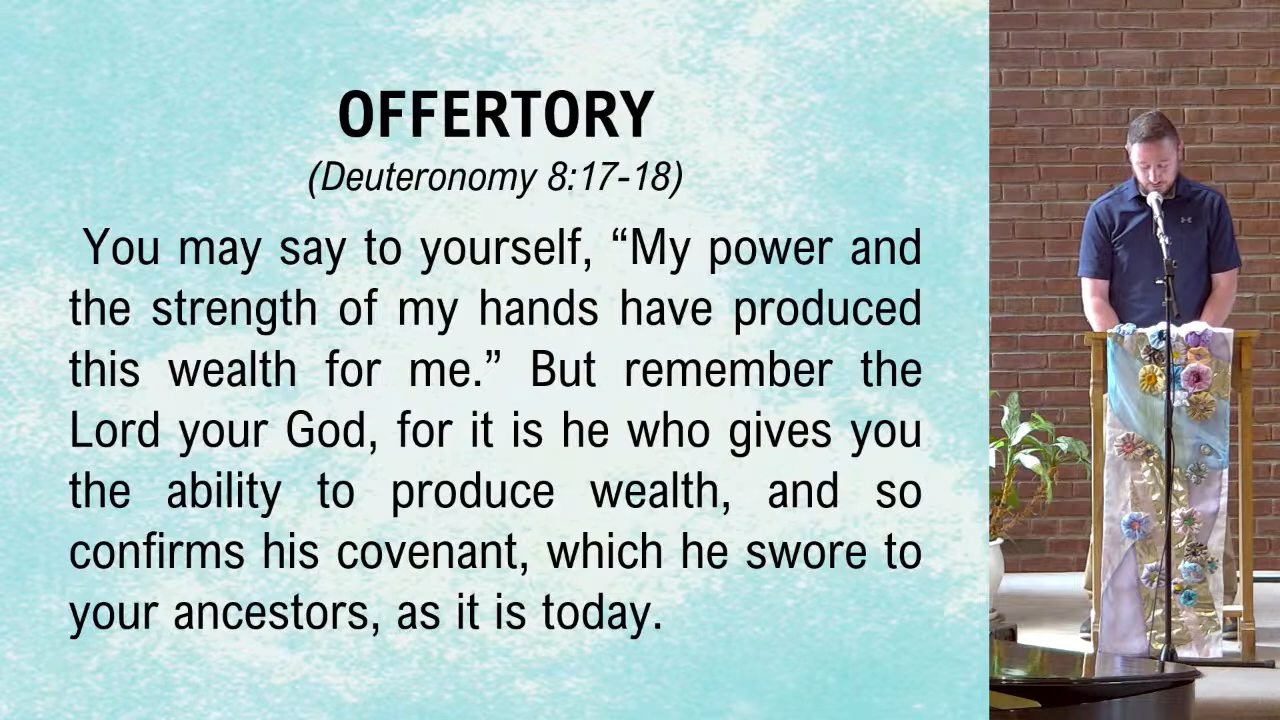 OFFERTORY
(Deuteronomy 8:17-18)
You may say to yourself, “My power and
the strength of my hands have produced
this wealth for me.” But remember the
Lord your God, for it is he who gives you
the ability to produce wealth, and so
confirms his covenant, which he swore to
your ancestors, as it is today.